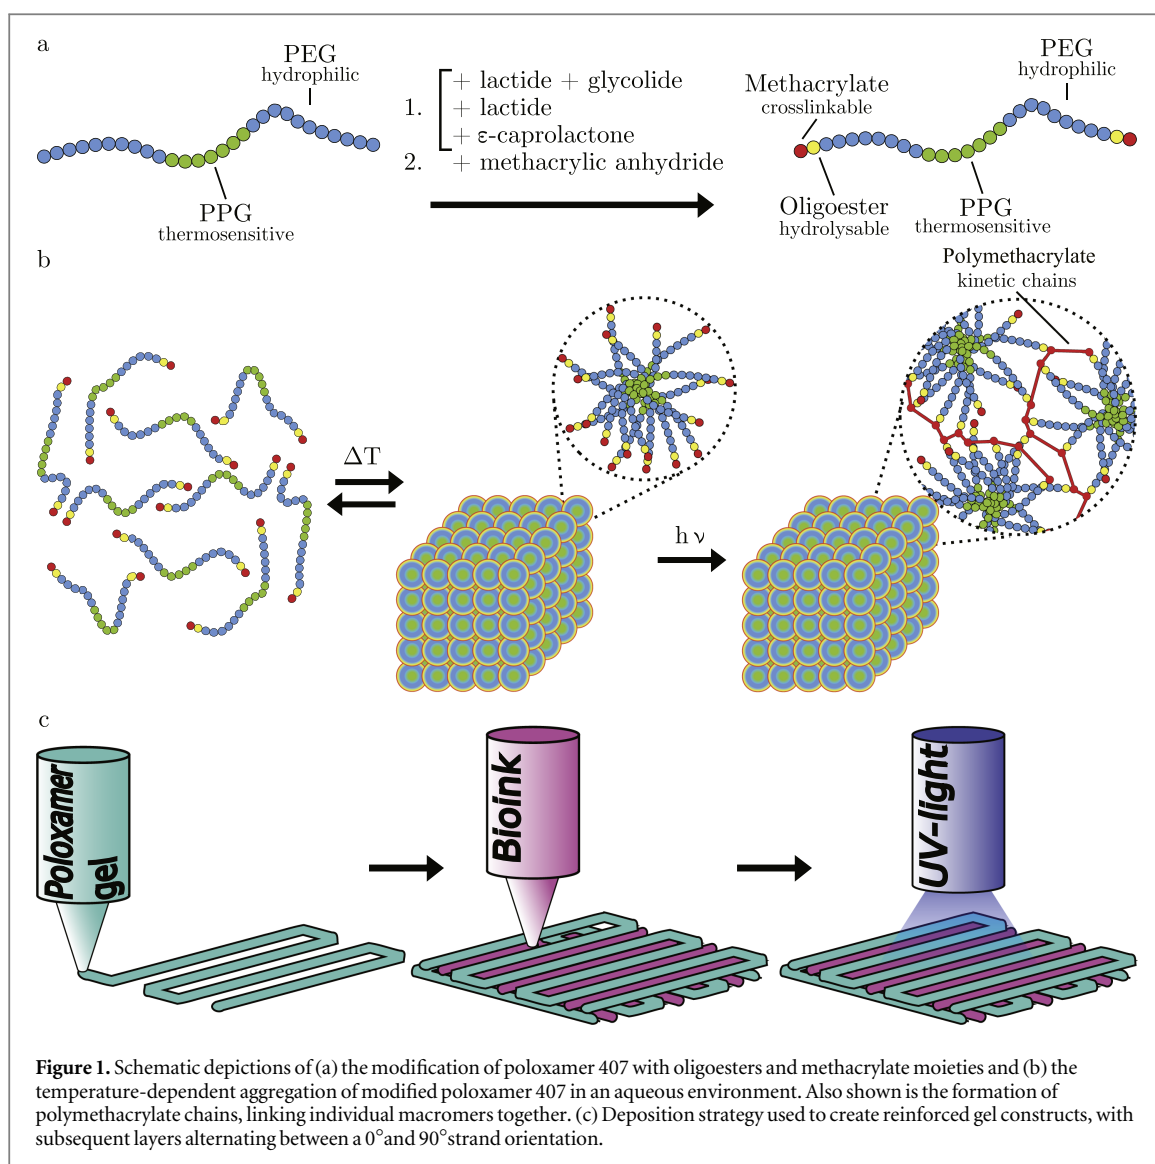 a
PEG
hydrophilic
PPG
thermosensitive
1.
+ lactide + glycolide
+ lactide
+ ε-caprolactone
2. + methacrylic anhydride
Methacrylate
crosslinkable
PEG
hydrophilic
Oligoester
hydrolysable
PPG
thermosensitive
b
ΔT
h ν
Polymethacrylate
kinetic chains
c
Poloxamer
gel
Bioink
UV-light
Figure 1. Schematic depictions of (a) the modification of poloxamer 407 with oligoesters and methacrylate moieties and (b) the
temperature-dependent aggregation of modified poloxamer 407 in an aqueous environment. Also shown is the formation of
polymethacrylate chains, linking individual macromers together. (c) Deposition strategy used to create reinforced gel constructs, with
subsequent layers alternating between a 0°and 90°strand orientation.